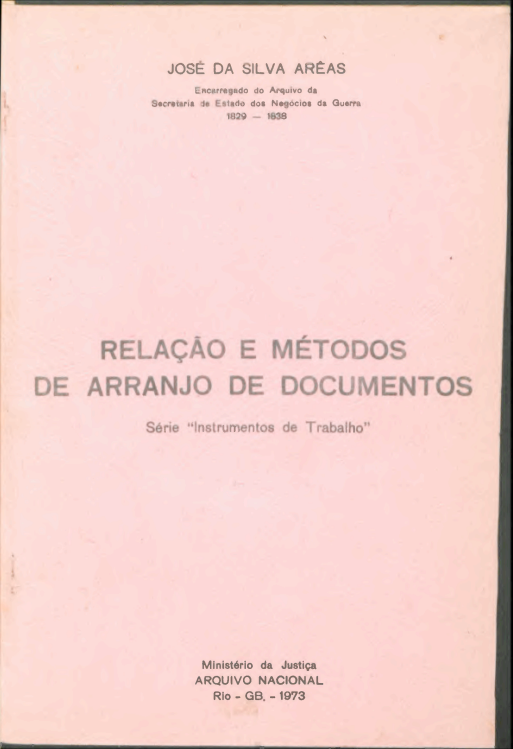 JOSÉ DA SILVA ARÊAS
Encarregado do Arquivo da
Secretaria de Estado dos Negócios da Guerra
1829 — 1838
RELAÇÃO E MÉTODOS
DE ARRANJO DE DOCUMENTOS
Série "Instrumentos de Trabalho"
Ministério da Justiça
ARQUIVO NACIONAL
Rio - GB. - 1973